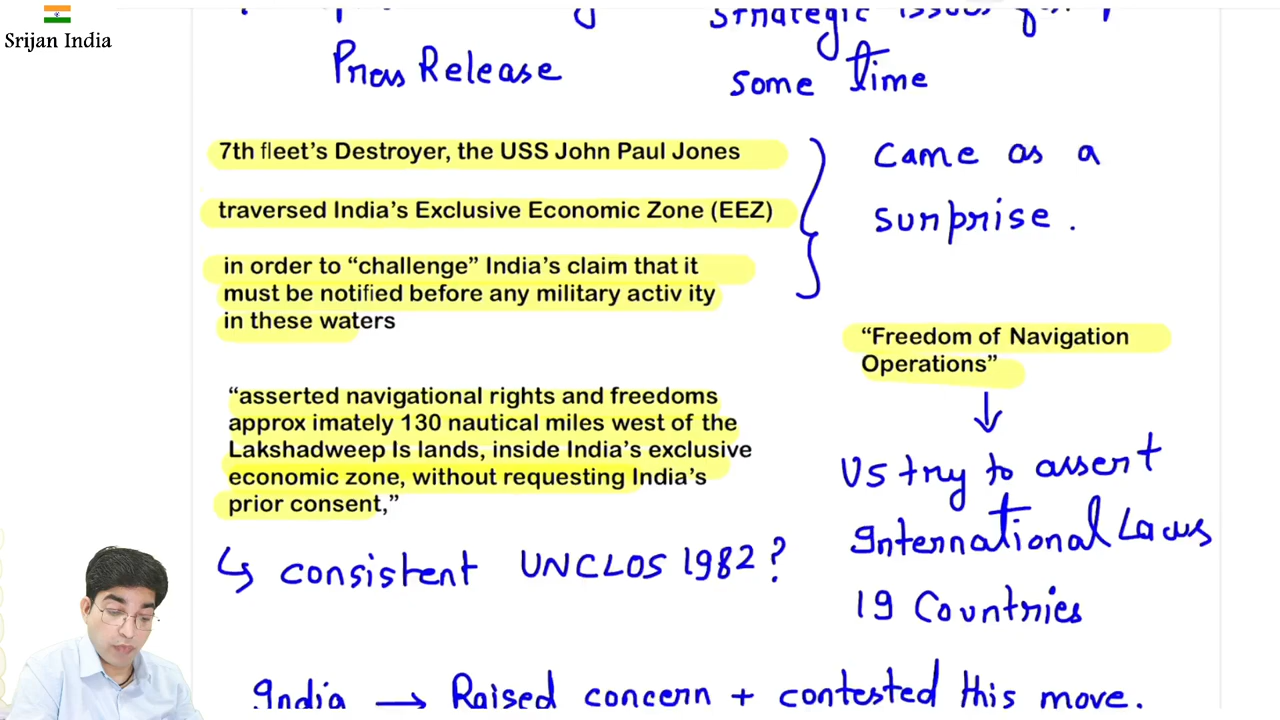 Srijan India
strategic issues
Press Release
some time
7th fleet's Destroyer, the USS John Paul Jones
traversed India's Exclusive Economic Zone (EEZ)
in order to “challenge” India's claim that it
must be notified before any military activ ity
in these waters
came as a
surprise.
“Freedom of Navigation
Operations”
“asserted navigational rights and freedoms
approx imately 130 nautical miles west of the
Lakshadweep Is lands, inside India's exclusive
economic zone, without requesting India's
prior consent,”
US try to assert
International Laws
19 Countries
↳ consistent UNCLOS 1982?
India → Raised concern + contested this move.